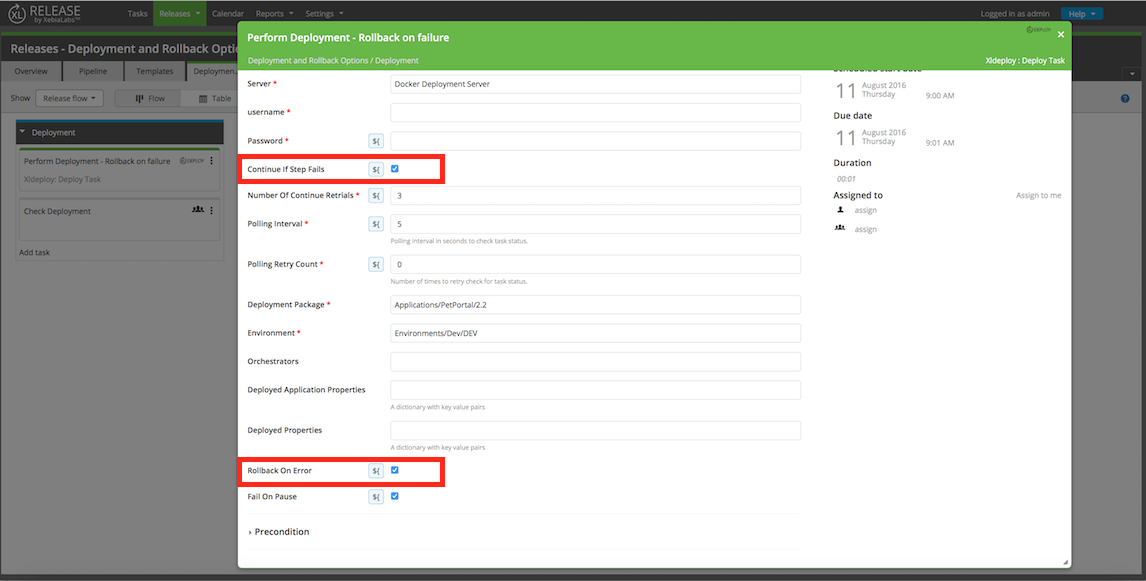 XL RELEASE
by XebiaLabs™
Tasks
Releases
Calendar
Reports
Settings
Logged in as admin
Help
Releases - Deployment and Rollback Optio
Overview
Pipeline
Templates
Deploymen...
Show
Release flow
Flow
Table
?
Deployment
Perform Deployment - Rollback on failure
DEPLOY
Xldeploy: Deploy Task
Check Deployment
Add task
Perform Deployment - Rollback on failure
DEPLOY
Deployment and Rollback Options / Deployment
Xldeploy : Deploy Task
Server *
Docker Deployment Server
username *
Password *
${
Continue If Step Fails
${
Number Of Continue Retrials *
${
3
Polling Interval *
${
5
Polling interval in seconds to check task status.
Polling Retry Count *
${
0
Number of times to retry check for task status.
Deployment Package *
Applications/PetPortal/2.2
Environment *
Environments/Dev/DEV
Orchestrators
Deployed Application Properties
A dictionary with key value pairs
Deployed Properties
A dictionary with key value pairs
Rollback On Error
${
Fail On Pause
${
Precondition
Scheduled start date
11 August 2016
Thursday
9:00 AM
Due date
11 August 2016
Thursday
9:01 AM
Duration
00:01
Assigned to
Assign to me
assign
assign